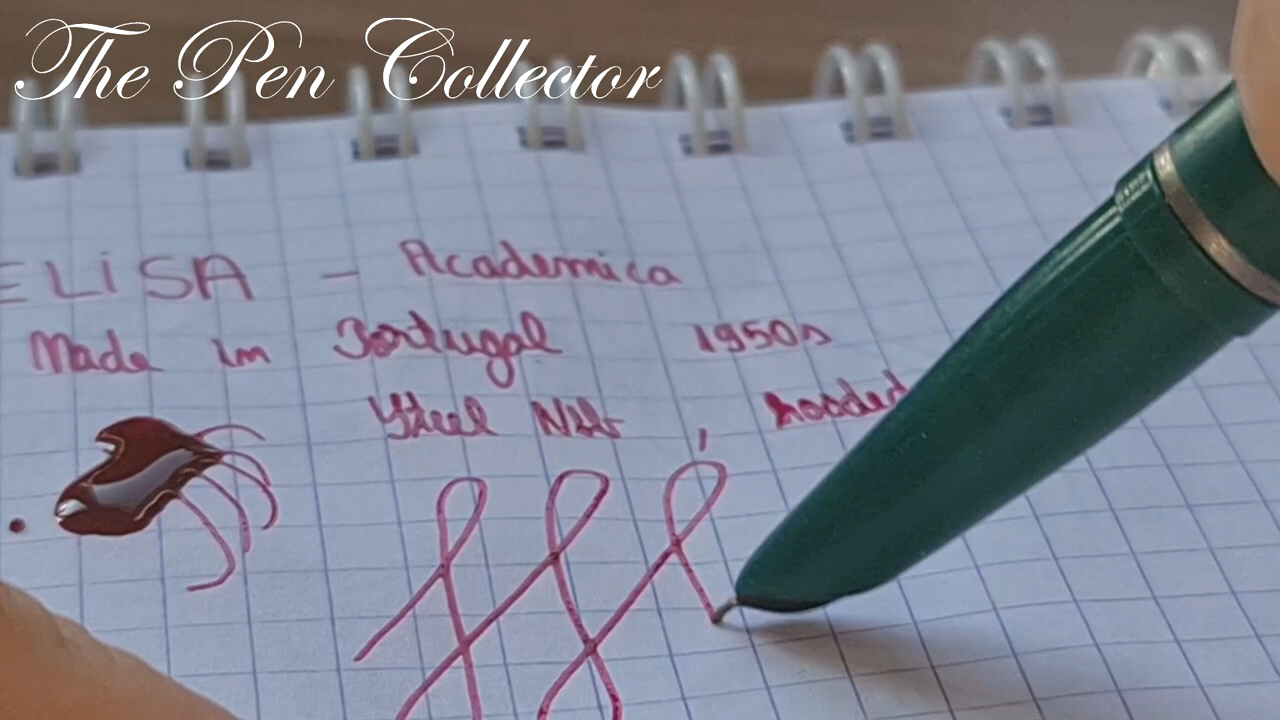 The Pen Collector
ELiSA - Academica
Made in Portugal 1950s
Steel Nib, hooded